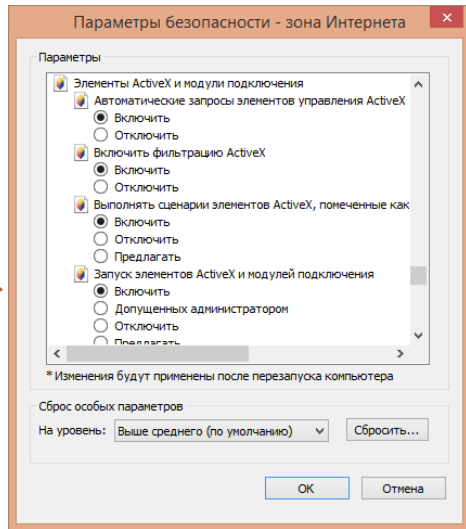 Параметры безопасности - зона Интернета
Параметры
Элементы ActiveX и модули подключения
Автоматические запросы элементов управления ActiveX
Включить
Отключить
Включить фильтрацию ActiveX
Включить
Отключить
Выполнять сценарии элементов ActiveX, помеченные как
Включить
Отключить
Предлагать
Запуск элементов ActiveX и модулей подключения
Включить
Допущенных администратором
Отключить
Предлагать
*Изменения будут применены после перезапуска компьютера
Сброс особых параметров
На уровень: Выше среднего (по умолчанию) Сбросить...
ОК Отмена